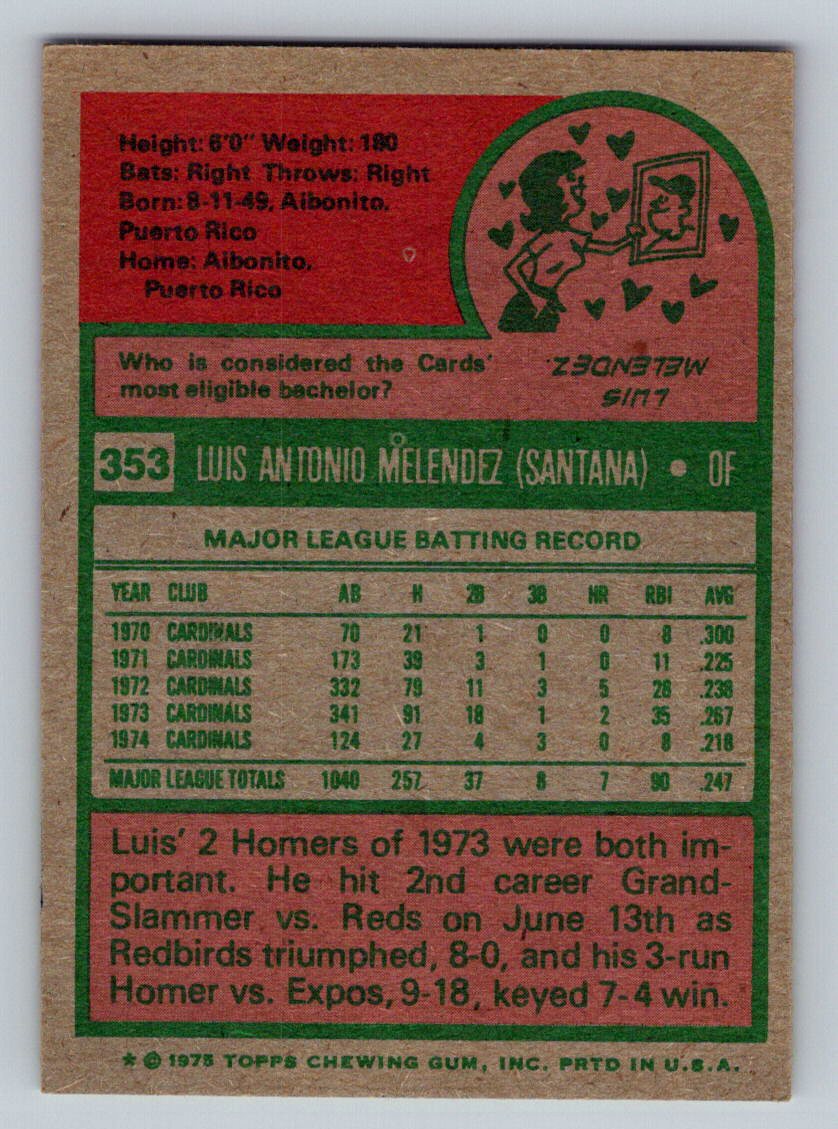 Height: 6'0" Weight: 180
Bats: Right Throws: Right
Born: 8-11-49, Aibonito,
Puerto Rico
Home: Aibonito,
Puerto Rico
Who is considered the Cards'
most eligible bachelor?
LUIS
MELENDEZ.
353 LUIS ANTONIO MELENDEZ (SANTANA) • OF
MAJOR LEAGUE BATTING RECORD
YEAR CLUB AB H 2B 3B HR RBI AVG
1970 CARDINALS 70 21 1 0 0 8 .300
1971 CARDINALS 173 39 3 1 0 11 .225
1972 CARDINALS 332 79 11 3 5 28 .238
1973 CARDINALS 341 91 18 1 2 35 .267
1974 CARDINALS 124 27 4 3 0 8 .218
MAJOR LEAGUE TOTALS 1040 257 37 8 7 90 .247
Luis' 2 Homers of 1973 were both im-
portant. He hit 2nd career Grand-
Slammer vs. Reds on June 13th as
Redbirds triumphed, 8-0, and his 3-run
Homer vs. Expos, 9-18, keyed 7-4 win.
* © 1975 TOPPS CHEWING GUM, INC. PRTD IN U.S.A.